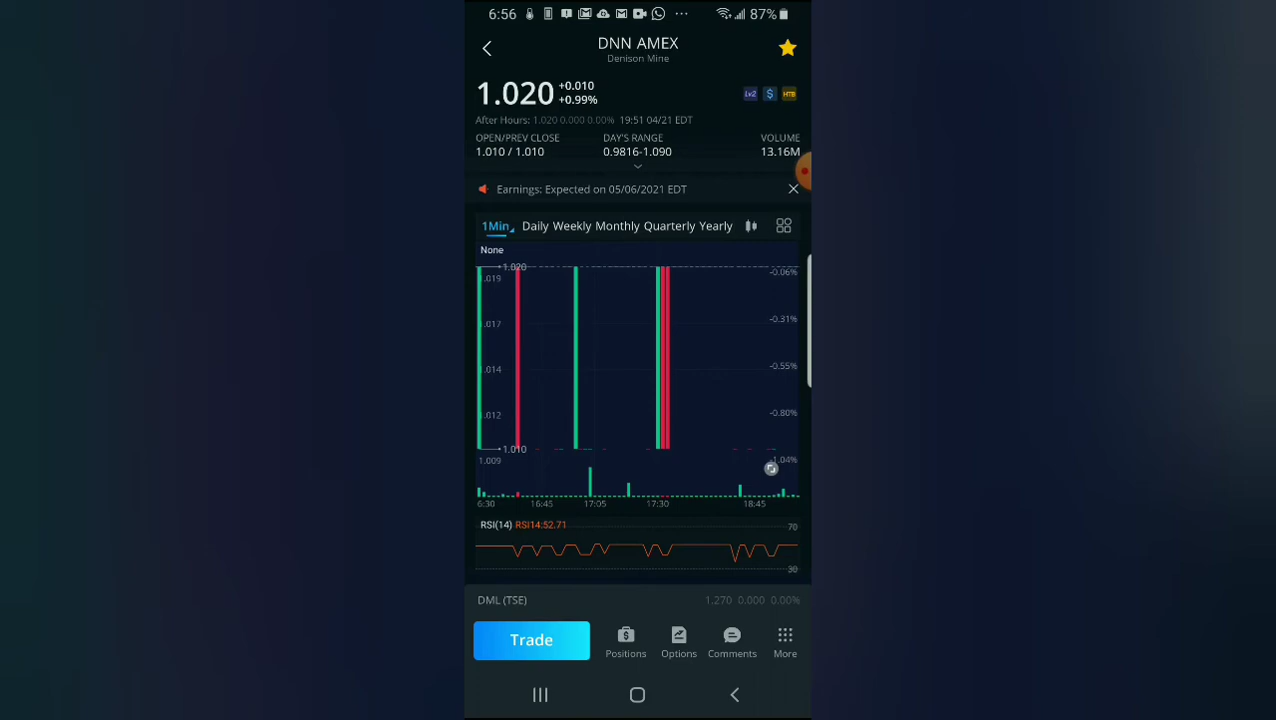 6:56 87%
DNN AMEX
Denison Mine
1.020 +0.010
+0.99%
LV2 $ HTB
After Hours: 1.020 0.000 0.00% 19:51 04/21 EDT
OPEN/PREV CLOSE DAY'S RANGE VOLUME
1.010 / 1.010 0.9816-1.090 13.16M
Earnings: Expected on 05/06/2021 EDT
1Min Daily Weekly Monthly Quarterly Yearly
None
1.020
1.019 -0.06%
1.017 -0.31%
1.014 -0.55%
1.012 -0.80%
1.010
1.009 -1.04%
6:30 16:45 17:05 17:30 18:45
RSI(14) RSI14:52.71 70
30
DML (TSE) 1.270 0.000 0.00%
Trade
Positions Options Comments More